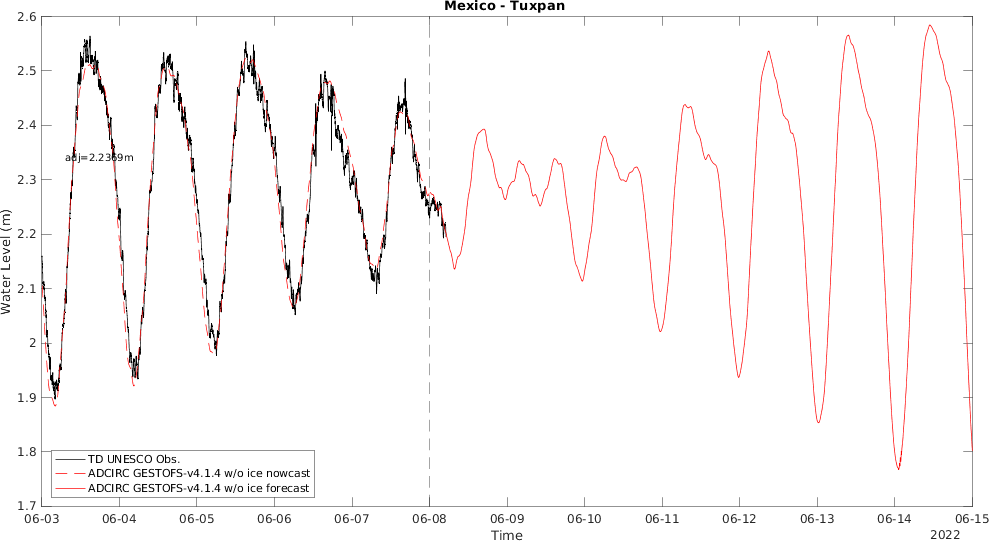 Mexico - Tuxpan
Water Level (m)
2.6
2.5
2.4
2.3
2.2
2.1
2
1.9
1.8
1.7
adj=2.2369m
TD UNESCO Obs.
ADCIRC GESTOFS-v4.1.4 w/o ice nowcast
ADCIRC GESTOFS-v4.1.4 w/o ice forecast
06-03 06-04 06-05 06-06 06-07 06-08 06-09 06-10 06-11 06-12 06-13 06-14 06-15
Time
2022